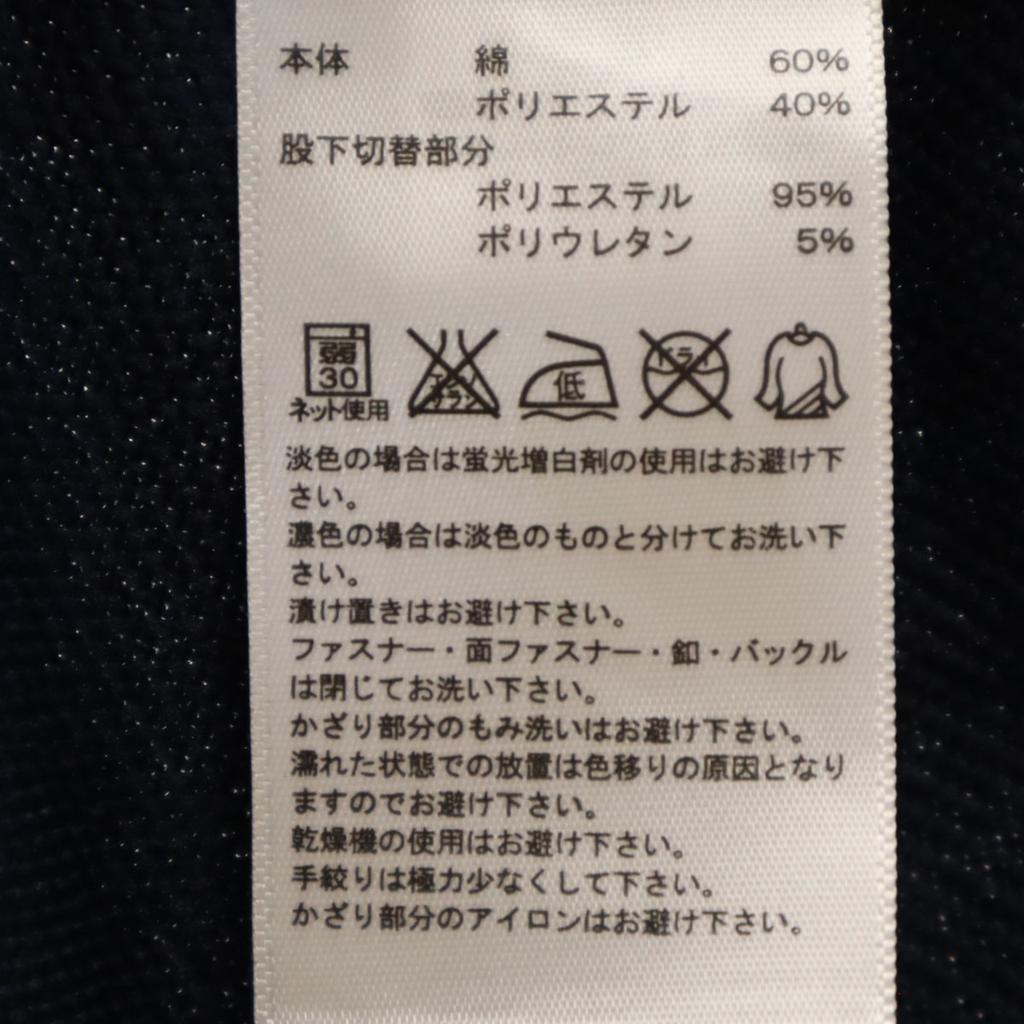 本体 綿 60%
ポリエステル 40%
股下切替部分
ポリエステル 95%
ポリウレタン 5%
弱
30
ネット使用
エンソ
サラシ
低
ドライ
淡色の場合は蛍光増白剤の使用はお避け下
さい。
濃色の場合は淡色のものと分けてお洗い下
さい。
漬け置きはお避け下さい。
ファスナー・面ファスナー・釦・バックル
は閉じてお洗い下さい。
かざり部分のもみ洗いはお避け下さい。
濡れた状態での放置は色移りの原因となり
ますのでお避け下さい。
乾燥機の使用はお避け下さい。
手絞りは極力少なくして下さい。
かざり部分のアイロンはお避け下さい。